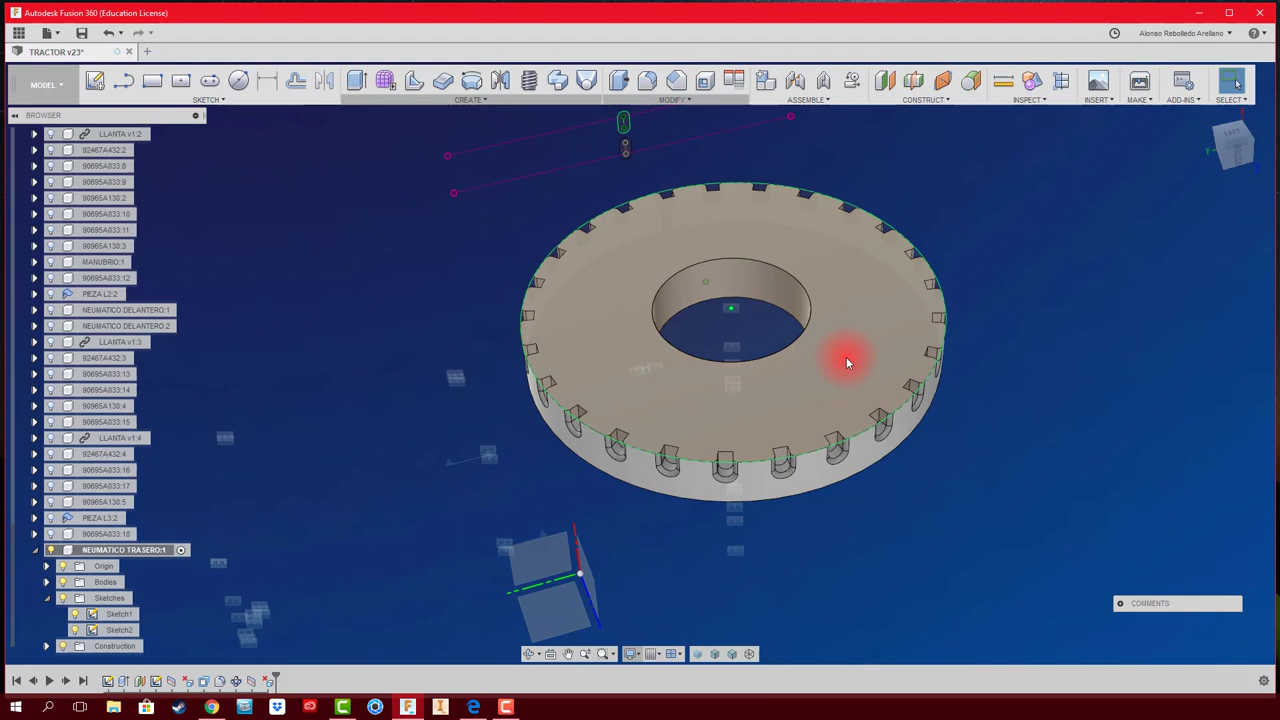 Autodesk Fusion 360 (Education License)
Alonso Rebolledo Arellano
TRACTOR v23*
MODEL
SKETCH
CREATE
MODIFY
ASSEMBLE
CONSTRUCT
INSPECT
INSERT
MAKE
ADD-INS
SELECT
BROWSER
LLANTA v1:2
92467A432:2
90695A033:8
90695A033:9
90695A130:2
90695A033:10
90695A033:11
90965A130:3
MANUBRIO:1
90695A033:12
PIEZA L2:2
NEUMATICO DELANTERO:1
NEUMATICO DELANTERO:2
LLANTA v1:3
92467A432:3
90695A033:13
90695A033:14
90965A130:4
90695A033:15
LLANTA v1:4
92467A432:4
90695A033:16
90695A033:17
90965A130:5
PIEZA L3:2
90695A033:18
NEUMATICO TRASERO:1
Origin
Bodies
Sketches
Sketch1
Sketch2
Construction
LEFT
COMMENTS